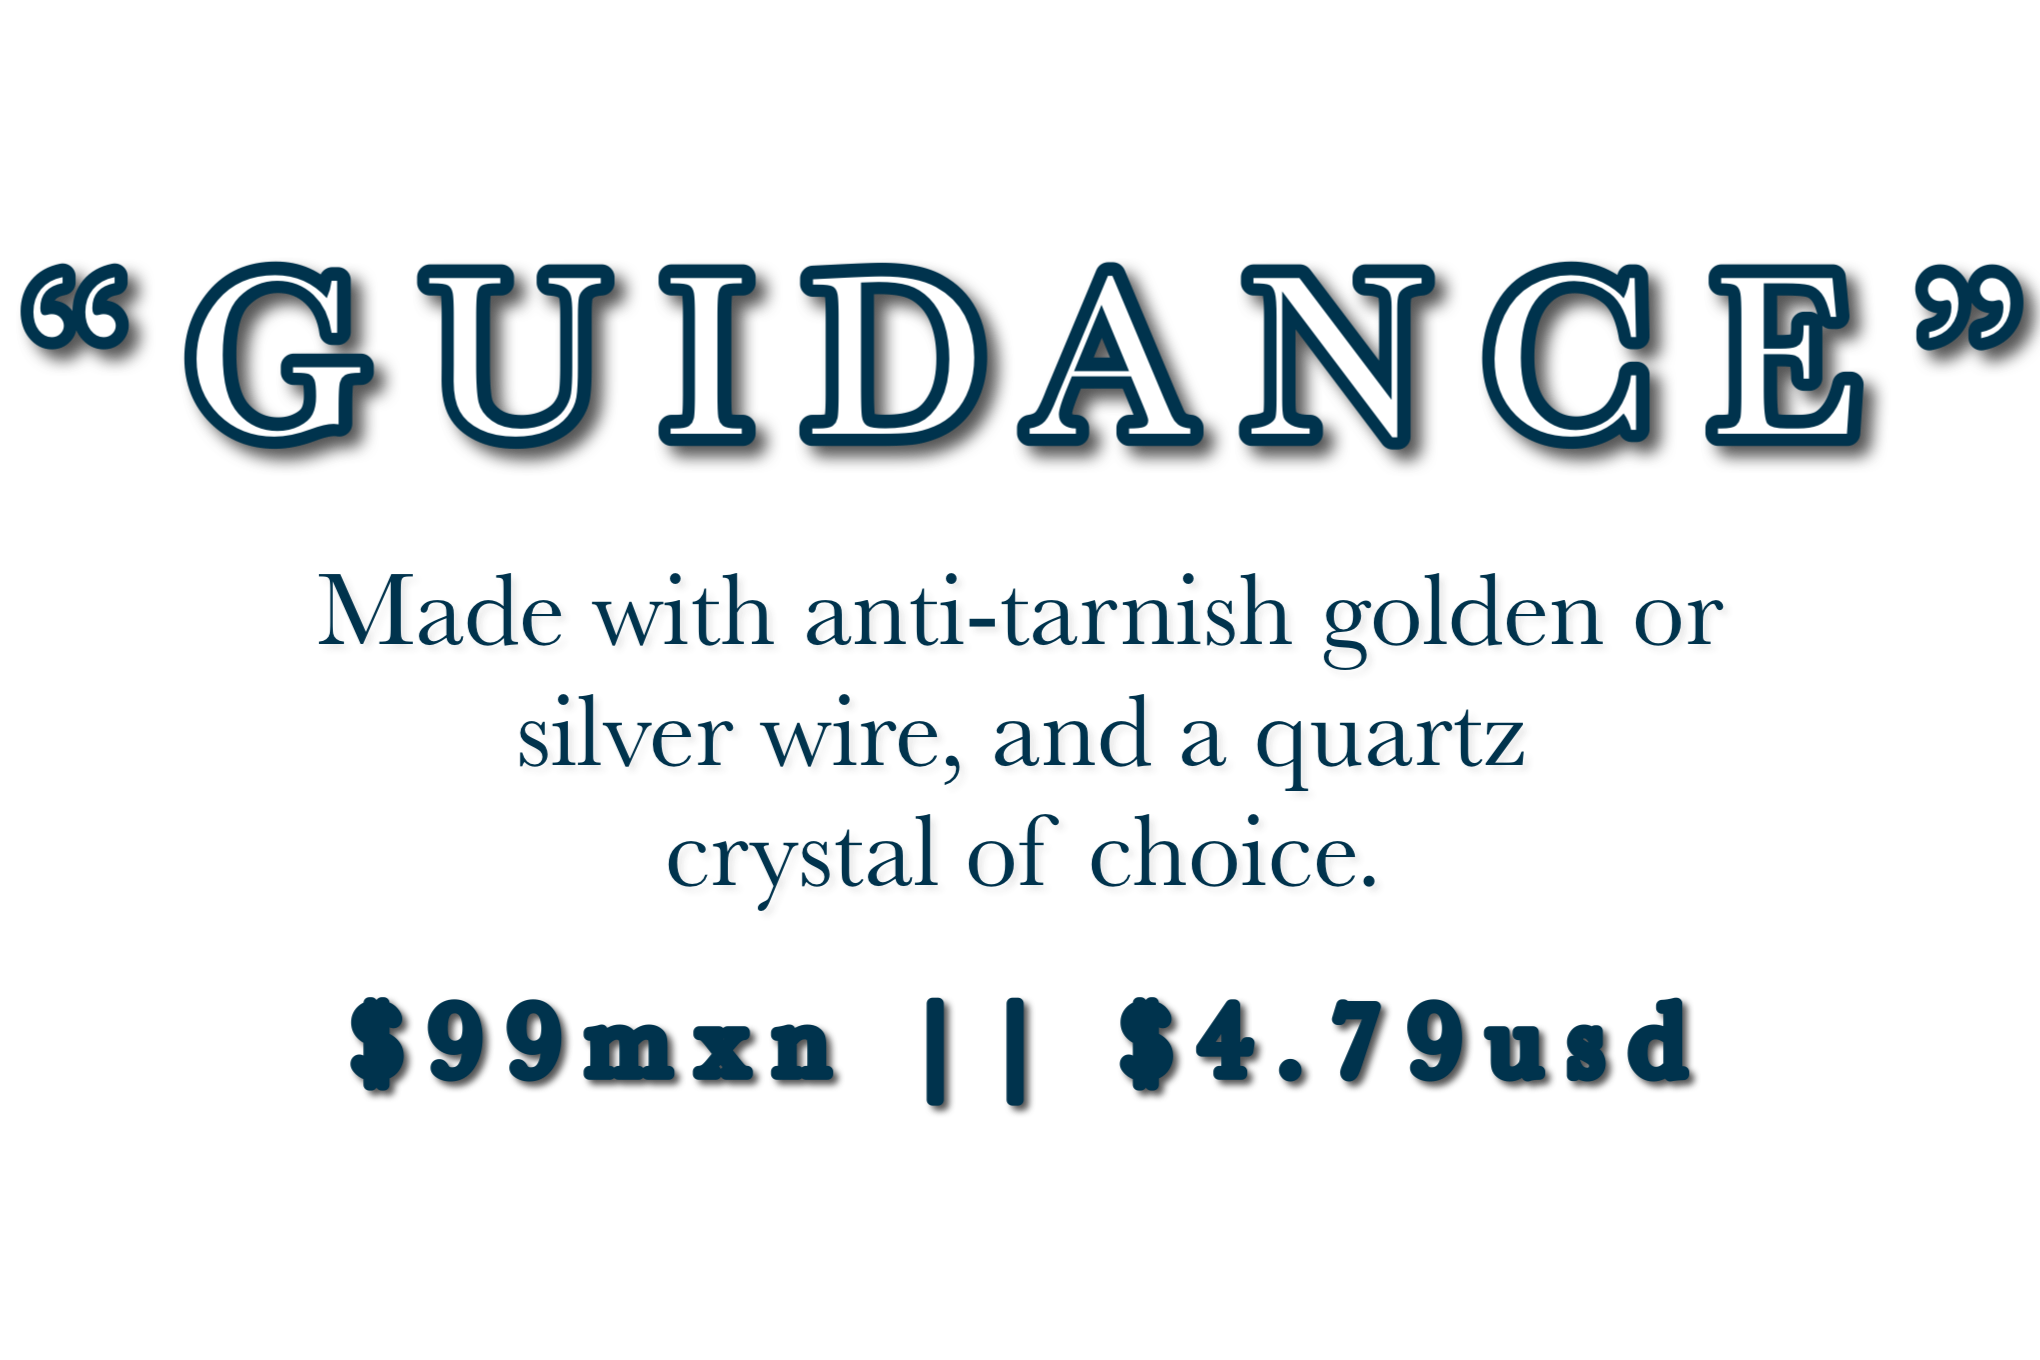 “GUIDANCE”
Made with anti-tarnish golden or
silver wire, and a quartz
crystal of choice.
$99mxn || $4.79usd